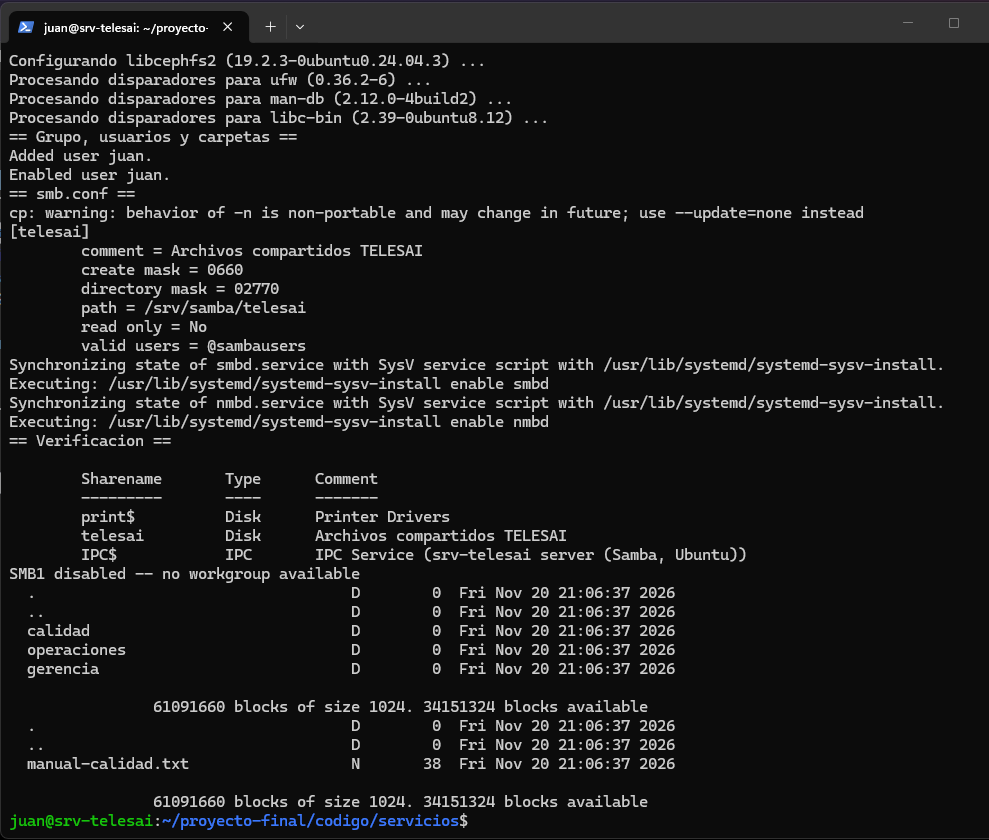 juan@srv-telesai: ~/proyecto-
Configurando libcephfs2 (19.2.3-0ubuntu0.24.04.3) ...
Procesando disparadores para ufw (0.36.2-6) ...
Procesando disparadores para man-db (2.12.0-4build2) ...
Procesando disparadores para libc-bin (2.39-0ubuntu8.12) ...
== Grupo, usuarios y carpetas ==
Added user juan.
Enabled user juan.
== smb.conf ==
cp: warning: behavior of -n is non-portable and may change in future; use --update=none instead
[telesai]
        comment = Archivos compartidos TELESAI
        create mask = 0660
        directory mask = 02770
        path = /srv/samba/telesai
        read only = No
        valid users = @sambausers
Synchronizing state of smbd.service with SysV service script with /usr/lib/systemd/systemd-sysv-install.
Executing: /usr/lib/systemd/systemd-sysv-install enable smbd
Synchronizing state of nmbd.service with SysV service script with /usr/lib/systemd/systemd-sysv-install.
Executing: /usr/lib/systemd/systemd-sysv-install enable nmbd
== Verificacion ==

        Sharename       Type      Comment
        ---------       ----      -------
        print$          Disk      Printer Drivers
        telesai         Disk      Archivos compartidos TELESAI
        IPC$            IPC       IPC Service (srv-telesai server (Samba, Ubuntu))
SMB1 disabled -- no workgroup available
  .                                   D        0  Fri Nov 20 21:06:37 2026
  ..                                  D        0  Fri Nov 20 21:06:37 2026
  calidad                             D        0  Fri Nov 20 21:06:37 2026
  operaciones                         D        0  Fri Nov 20 21:06:37 2026
  gerencia                            D        0  Fri Nov 20 21:06:37 2026

                61091660 blocks of size 1024. 34151324 blocks available
  .                                   D        0  Fri Nov 20 21:06:37 2026
  ..                                  D        0  Fri Nov 20 21:06:37 2026
  manual-calidad.txt                  N       38  Fri Nov 20 21:06:37 2026

                61091660 blocks of size 1024. 34151324 blocks available
juan@srv-telesai:~/proyecto-final/codigo/servicios$